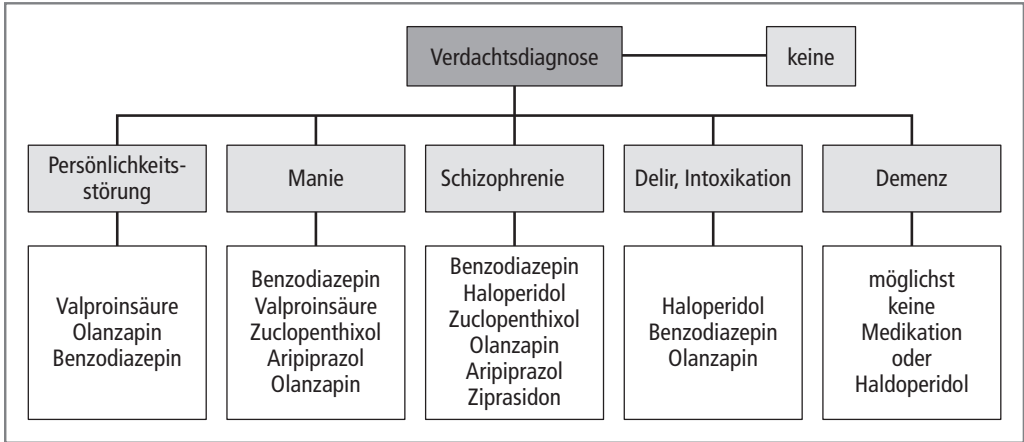 Verdachtsdiagnose
keine
Persönlichkeits-
störung
Manie
Schizophrenie
Delir, Intoxikation
Demenz
Valproinsäure
Olanzapin
Benzodiazepin
Benzodiazepin
Valproinsäure
Zuclopenthixol
Aripiprazol
Olanzapin
Benzodiazepin
Haloperidol
Zuclopenthixol
Olanzapin
Aripiprazol
Ziprasidon
Haloperidol
Benzodiazepin
Olanzapin
möglichst
keine
Medikation
oder
Haldoperidol